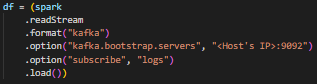 df = (spark
.readStream
.format("kafka")
.option("kafka.bootstrap.servers", "<Host's IP>:9092")
.option("subscribe", "logs")
.load())